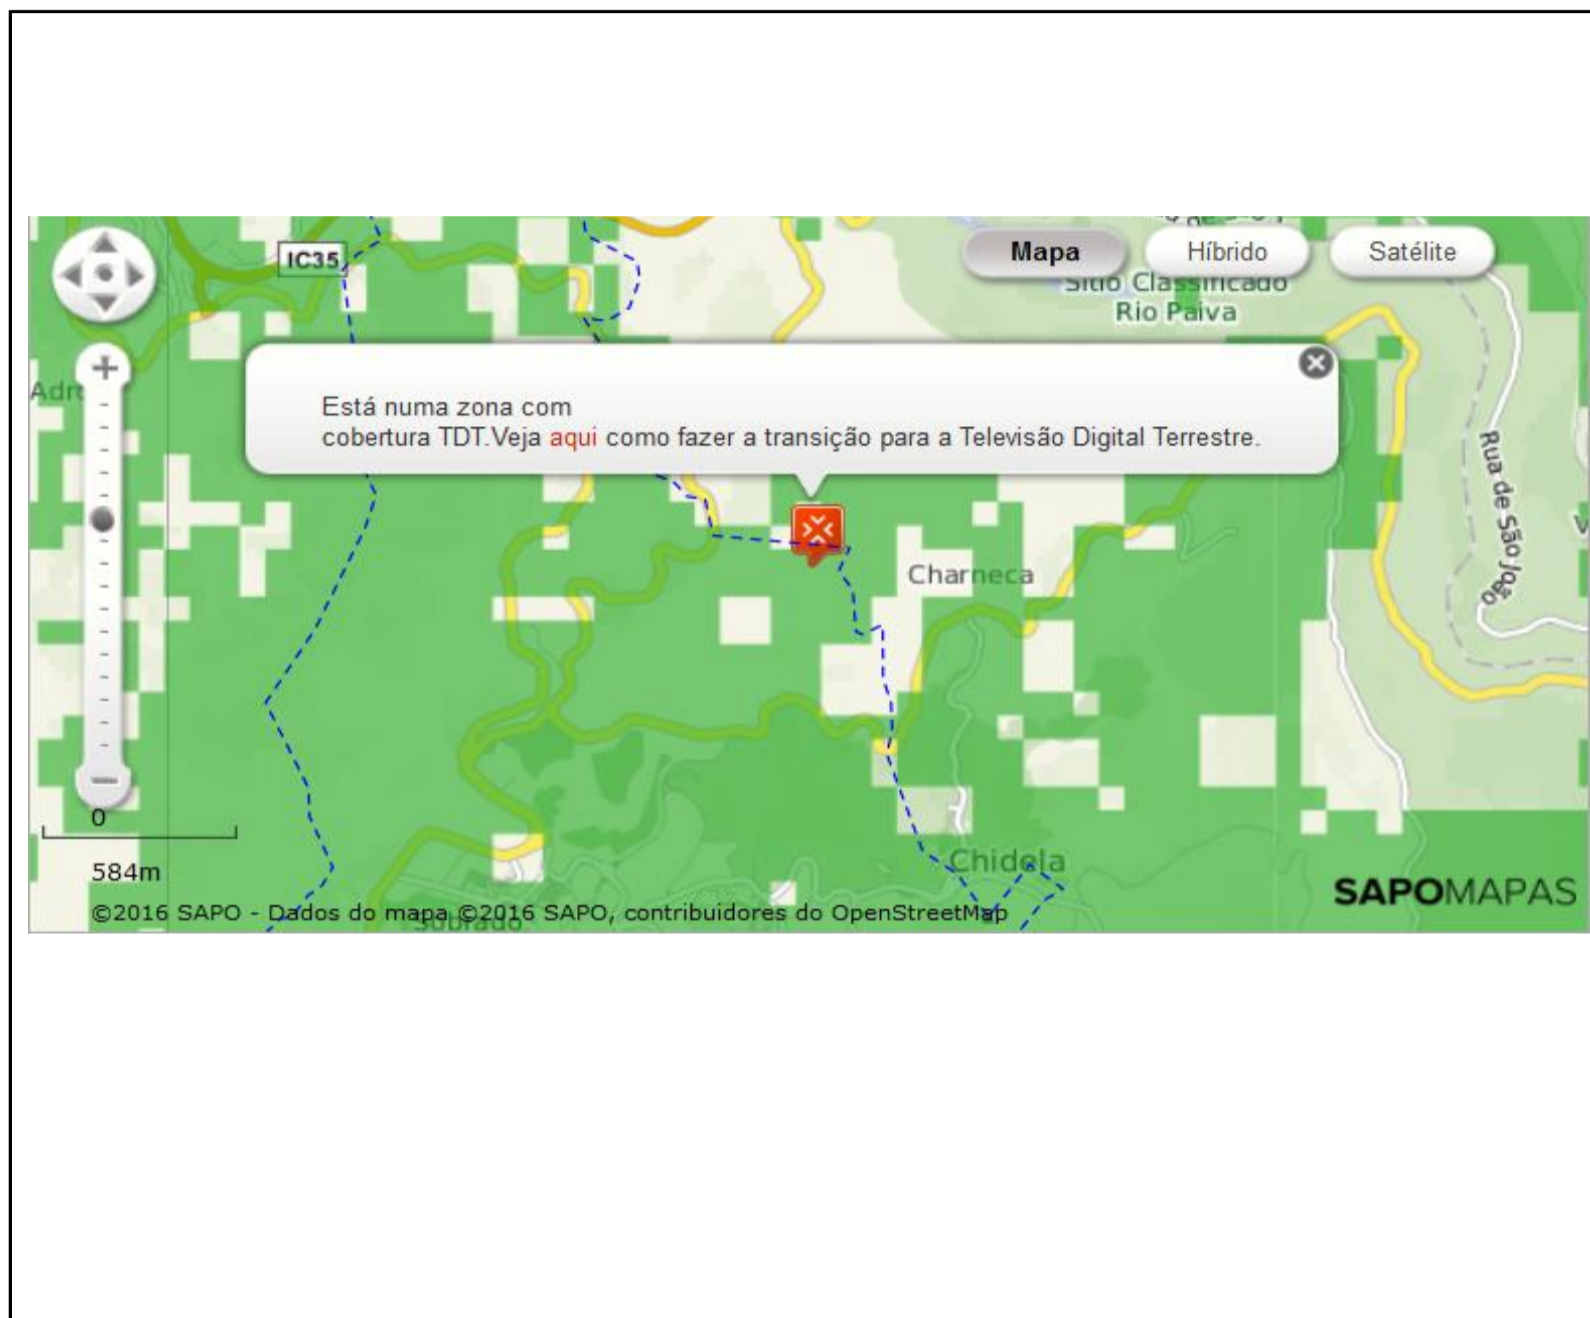 IC35
Mapa
Híbrido
Satélite
Sítio Classificado
Rio Paiva
Está numa zona com
cobertura TDT.Veja aqui como fazer a transição para a Televisão Digital Terrestre.
Rua de São João
Charneca
Chidela
0
584m
SAPOMAPAS
©2016 SAPO - Dados do mapa ©2016 SAPO, contribuidores do OpenStreetMap
Sobrado